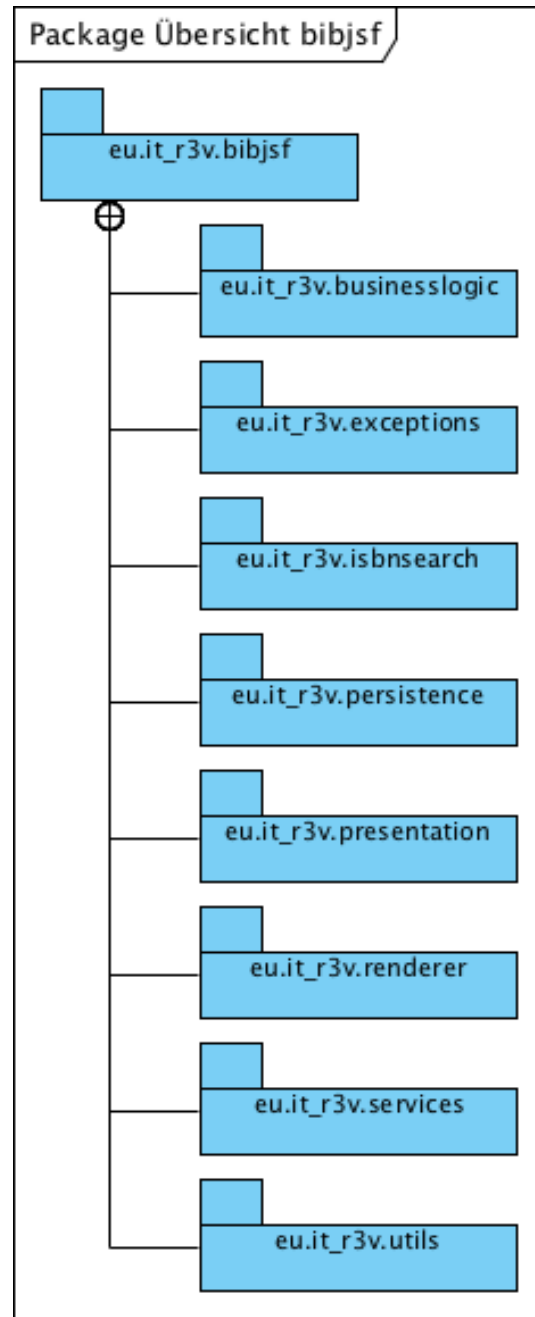 Package Übersicht bibjsf
eu.it_r3v.bibjsf
eu.it_r3v.businesslogic
eu.it_r3v.exceptions
eu.it_r3v.isbnsearch
eu.it_r3v.persistence
eu.it_r3v.presentation
eu.it_r3v.renderer
eu.it_r3v.services
eu.it_r3v.utils